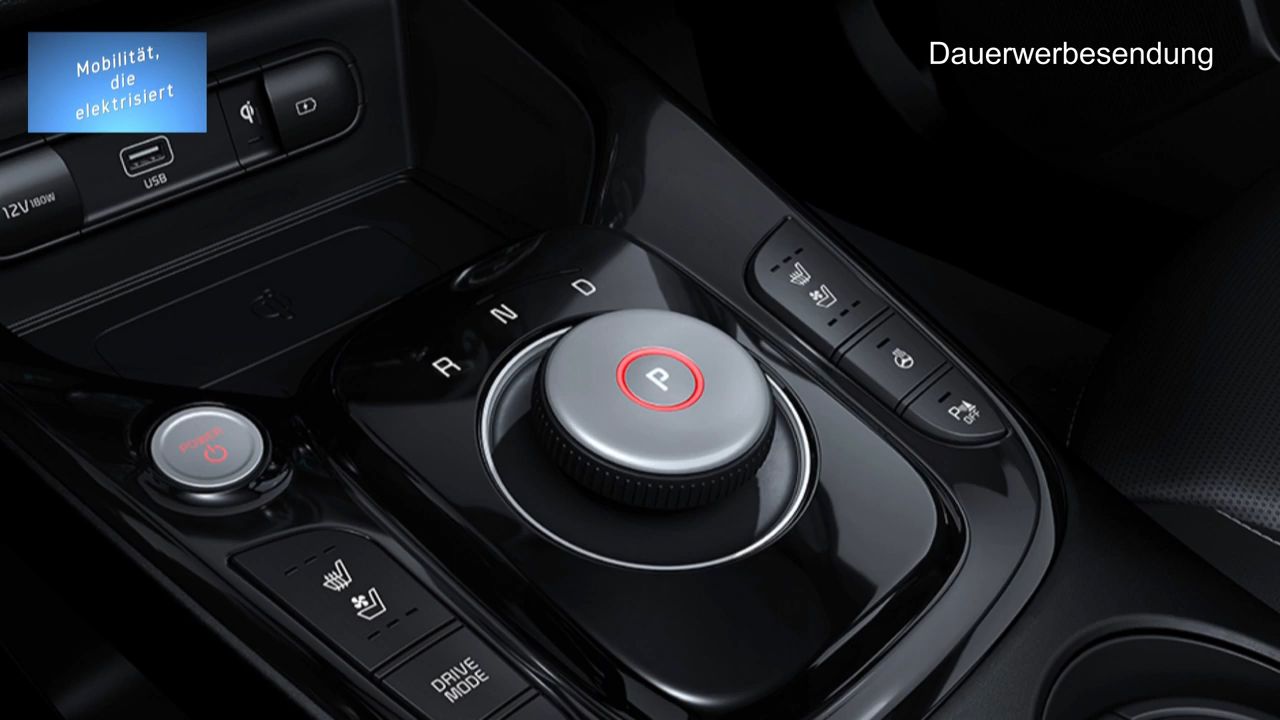 Mobilität,
die
elektrisiert
Dauerwerbesendung
12V 180W
USB
R
N
D
P
POWER
P OFF
DRIVE
MODE